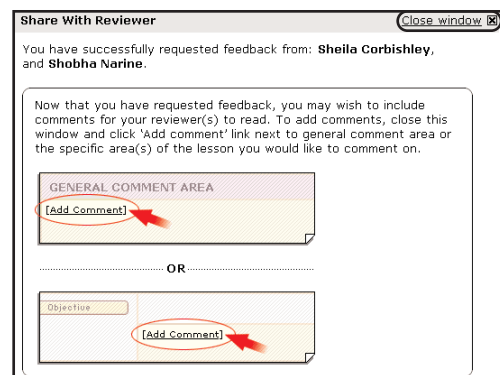 Share With Reviewer Close window
You have successfully requested feedback from: Sheila Corbishley,
and Shobha Narine.
Now that you have requested feedback, you may wish to include
comments for your reviewer(s) to read. To add comments, close this
window and click 'Add comment' link next to general comment area or
the specific area(s) of the lesson you would like to comment on.
GENERAL COMMENT AREA
[Add Comment]
OR
Objective
[Add Comment]